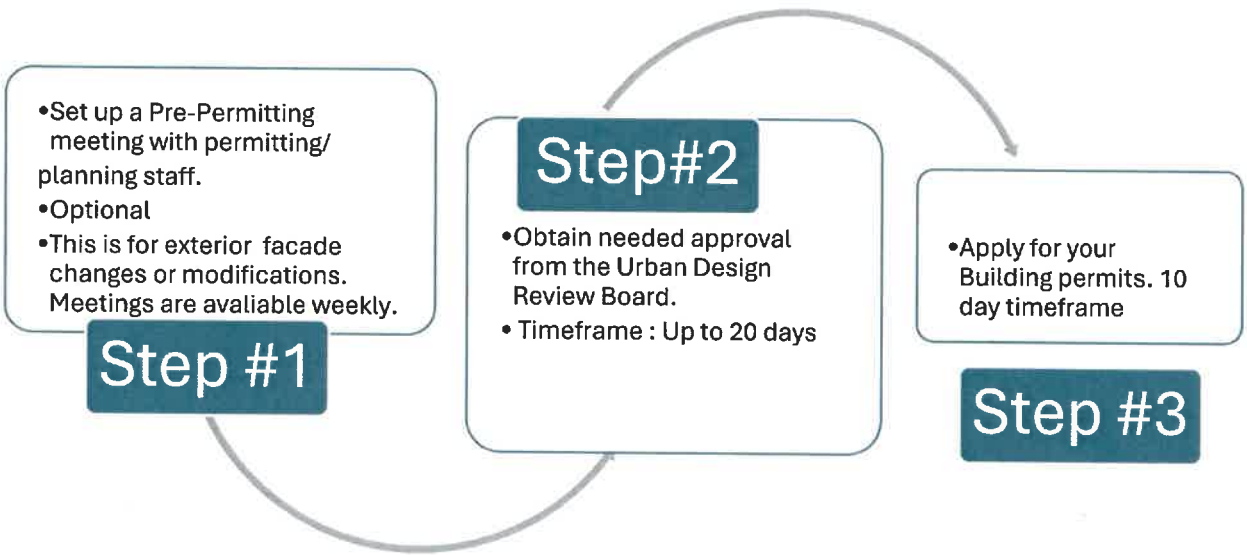 •Set up a Pre-Permitting
meeting with permitting/
planning staff.
•Optional
•This is for exterior facade
changes or modifications.
Meetings are avaliable weekly.
Step #1
Step#2
•Obtain needed approval
from the Urban Design
Review Board.
• Timeframe : Up to 20 days
•Apply for your
Building permits. 10
day timeframe
Step #3